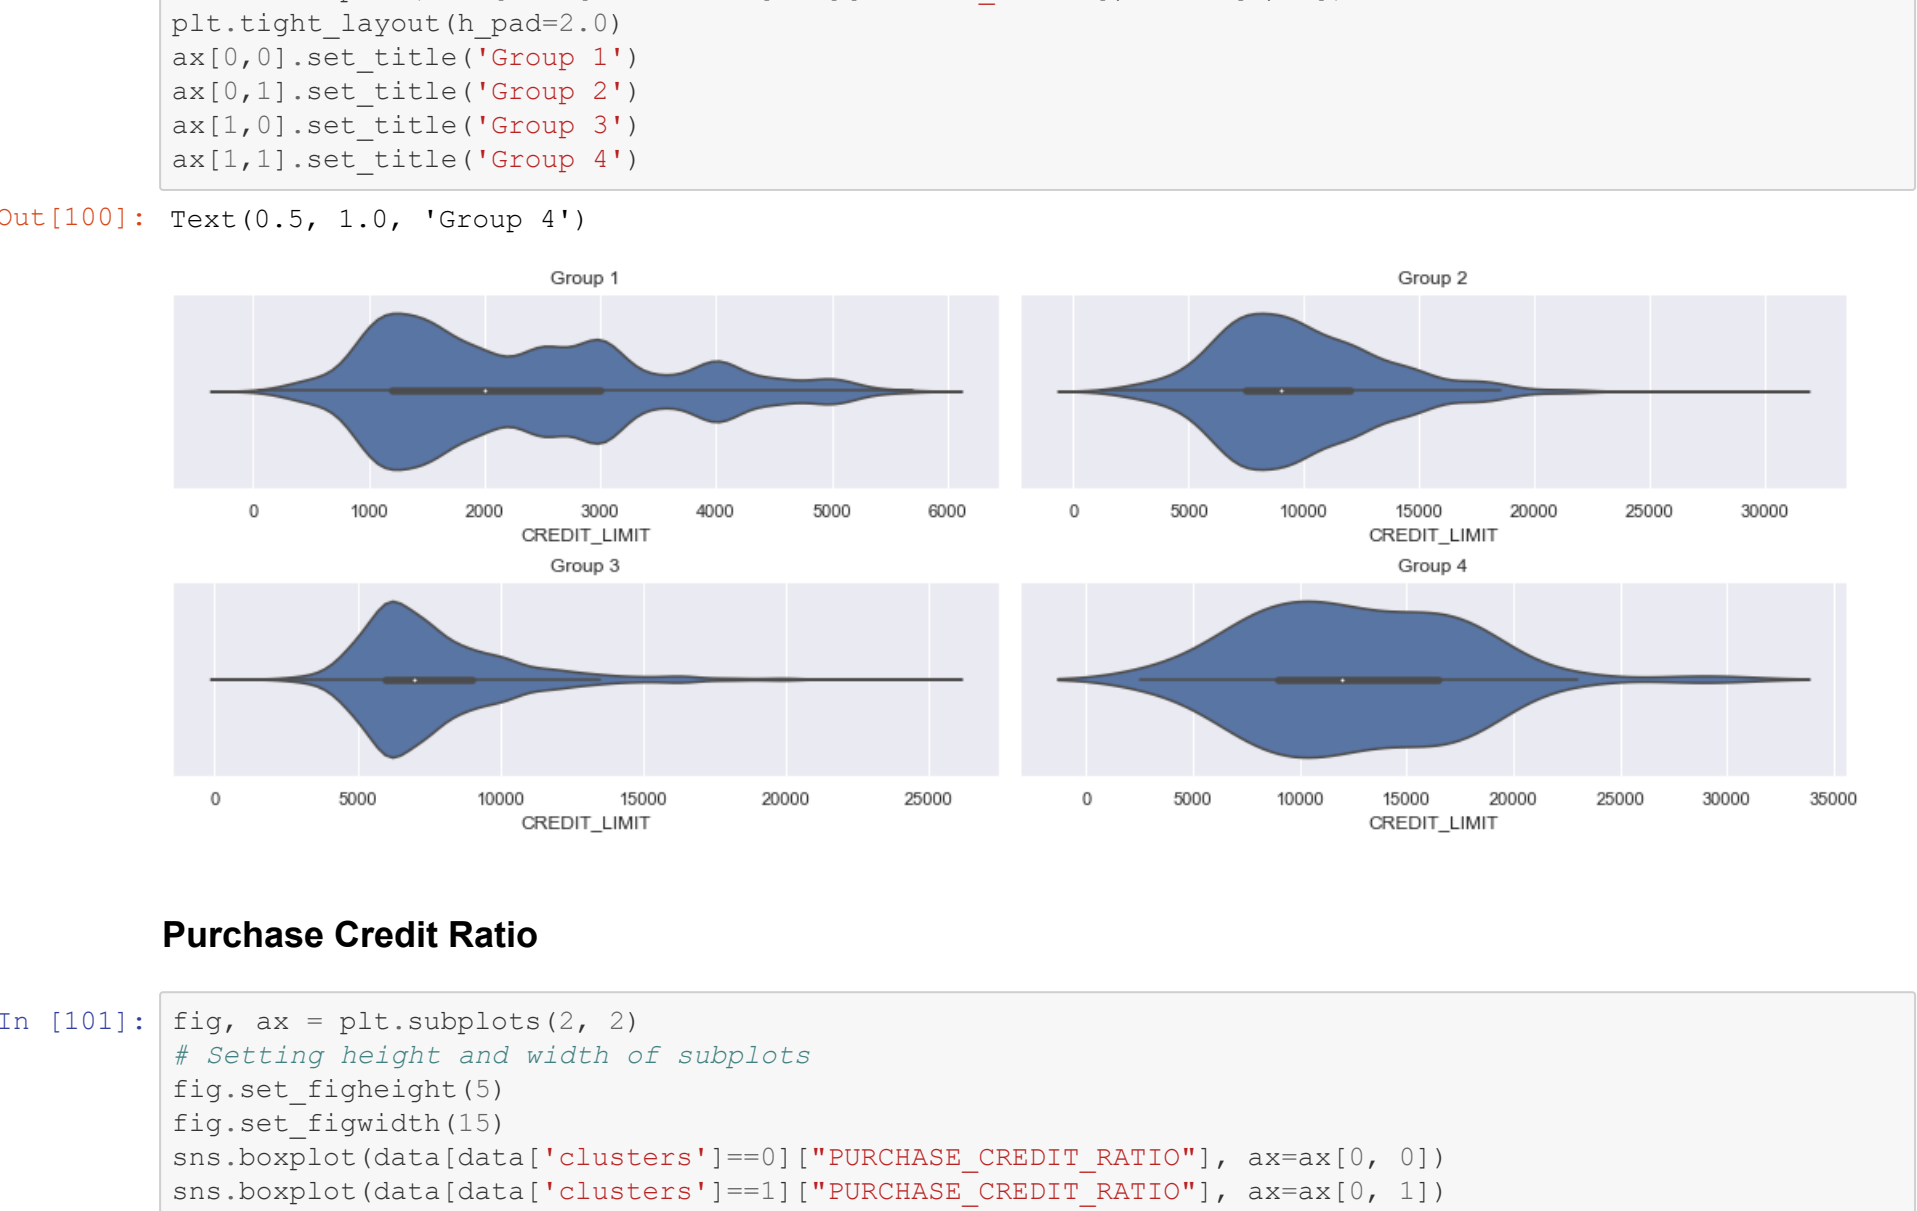 plt.tight_layout(h_pad=2.0)
ax[0,0].set_title('Group 1')
ax[0,1].set_title('Group 2')
ax[1,0].set_title('Group 3')
ax[1,1].set_title('Group 4')
Out[100]: Text(0.5, 1.0, 'Group 4')
Group 1
0 1000 2000 3000 4000 5000 6000
CREDIT_LIMIT
Group 2
0 5000 10000 15000 20000 25000 30000
CREDIT_LIMIT
Group 3
0 5000 10000 15000 20000 25000
CREDIT_LIMIT
Group 4
0 5000 10000 15000 20000 25000 30000 35000
CREDIT_LIMIT
Purchase Credit Ratio
In [101]: fig, ax = plt.subplots(2, 2)
# Setting height and width of subplots
fig.set_figheight(5)
fig.set_figwidth(15)
sns.boxplot(data[data['clusters']==0]["PURCHASE_CREDIT_RATIO"], ax=ax[0, 0])
sns.boxplot(data[data['clusters']==1]["PURCHASE_CREDIT_RATIO"], ax=ax[0, 1])